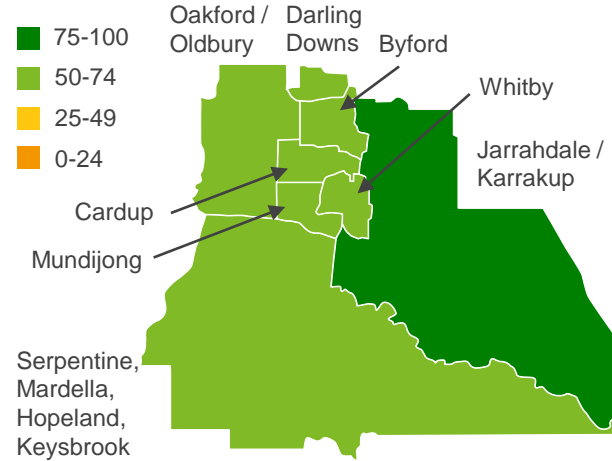 75-100
50-74
25-49
0-24
Oakford /
Oldbury
Darling
Downs
Byford
Whitby
Jarrahdale /
Karrakup
Cardup
Mundijong
Serpentine,
Mardella,
Hopeland,
Keysbrook